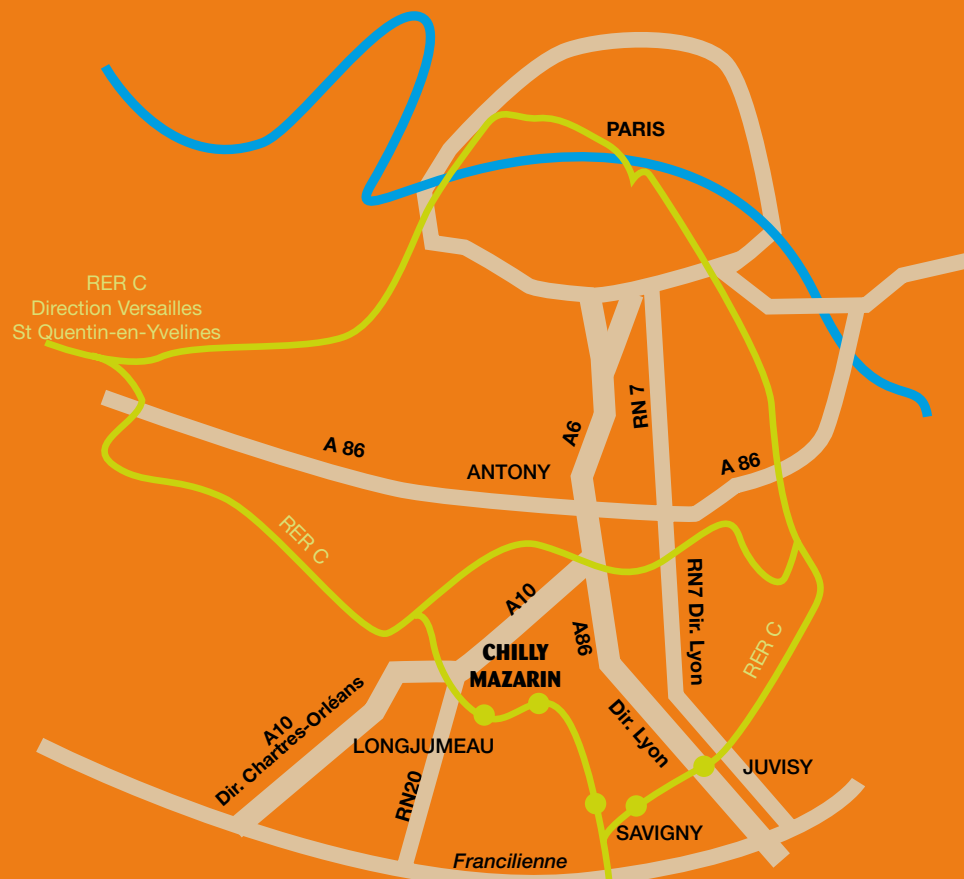 PARIS
RER C
Direction Versailles
St Quentin-en-Yvelines
RN 7
A6
A 86
A 86
ANTONY
RER C
RN7 Dir. Lyon
A10
A86
RER C
CHILLY
MAZARIN
A10
Dir. Chartres-Orléans
Dir. Lyon
LONGJUMEAU
JUVISY
RN20
SAVIGNY
Francilienne